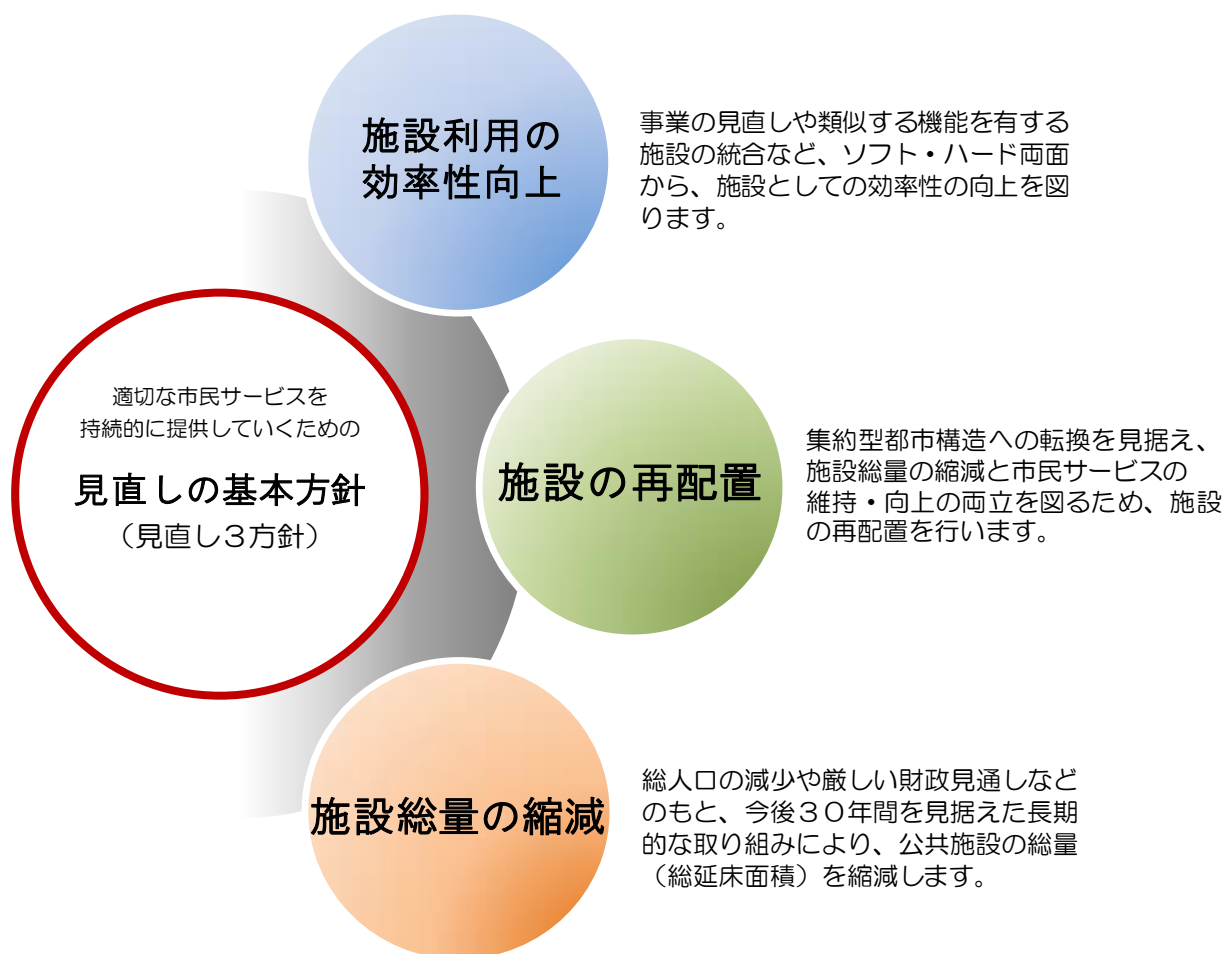 施設利用の
効率性向上
事業の見直しや類似する機能を有する
施設の統合など、ソフト・ハード両面
から、施設としての効率性の向上を図
ります。
適切な市民サービスを
持続的に提供していくための
見直しの基本方針
（見直し３方針）
施設の再配置
集約型都市構造への転換を見据え、
施設総量の縮減と市民サービスの
維持・向上の両立を図るため、施設
の再配置を行います。
施設総量の縮減
総人口の減少や厳しい財政見通しなど
のもと、今後３０年間を見据えた長期
的な取り組みにより、公共施設の総量
（総延床面積）を縮減します。